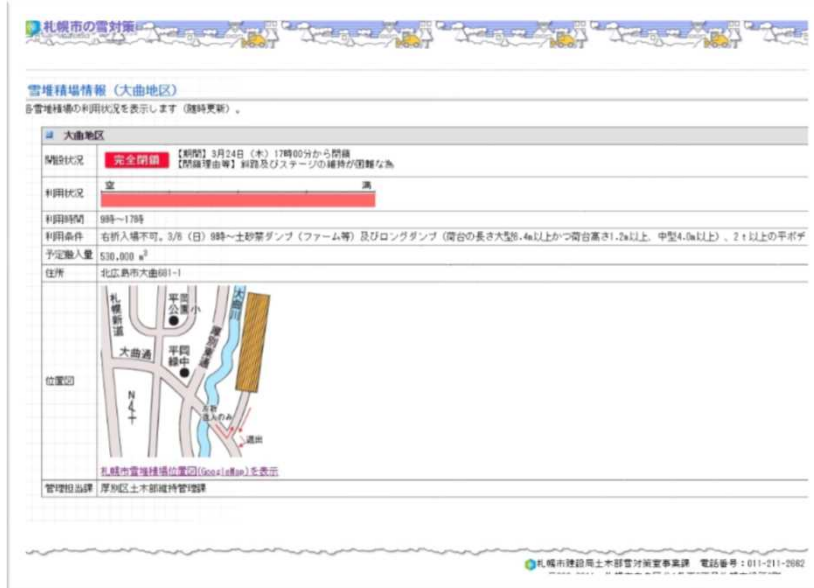 札幌市の雪対策
雪堆積場情報（大曲地区）
各雪堆積場の利用状況を表示します（随時更新）。
大曲地区
開設状況
完全閉鎖
【期間】3月24日（木）17時00分から閉鎖
【閉鎖理由等】斜路及びステージの維持が困難な為
利用状況
空 満
利用時間 9時～17時
利用条件 右折入場不可。3/6（日）9時～土砂禁ダンプ（ファーム等）及びロングダンプ（荷台の長さ大型6.4m以上かつ荷台高さ1.2m以上、中型4.0m以上）、2t以上の平ボデ
予定搬入量 530,000 m³
住所 北広島市大曲681-1
位置図
札幌新道
平岡公園小
大曲川
厚別東通
大曲通
平岡緑中
N
左折
進入のみ
退出
札幌市雪堆積場位置図(GoogleMap)を表示
管理担当課 厚別区土木部維持管理課
札幌市建設局土木部雪対策室事業課 電話番号：011-211-2682